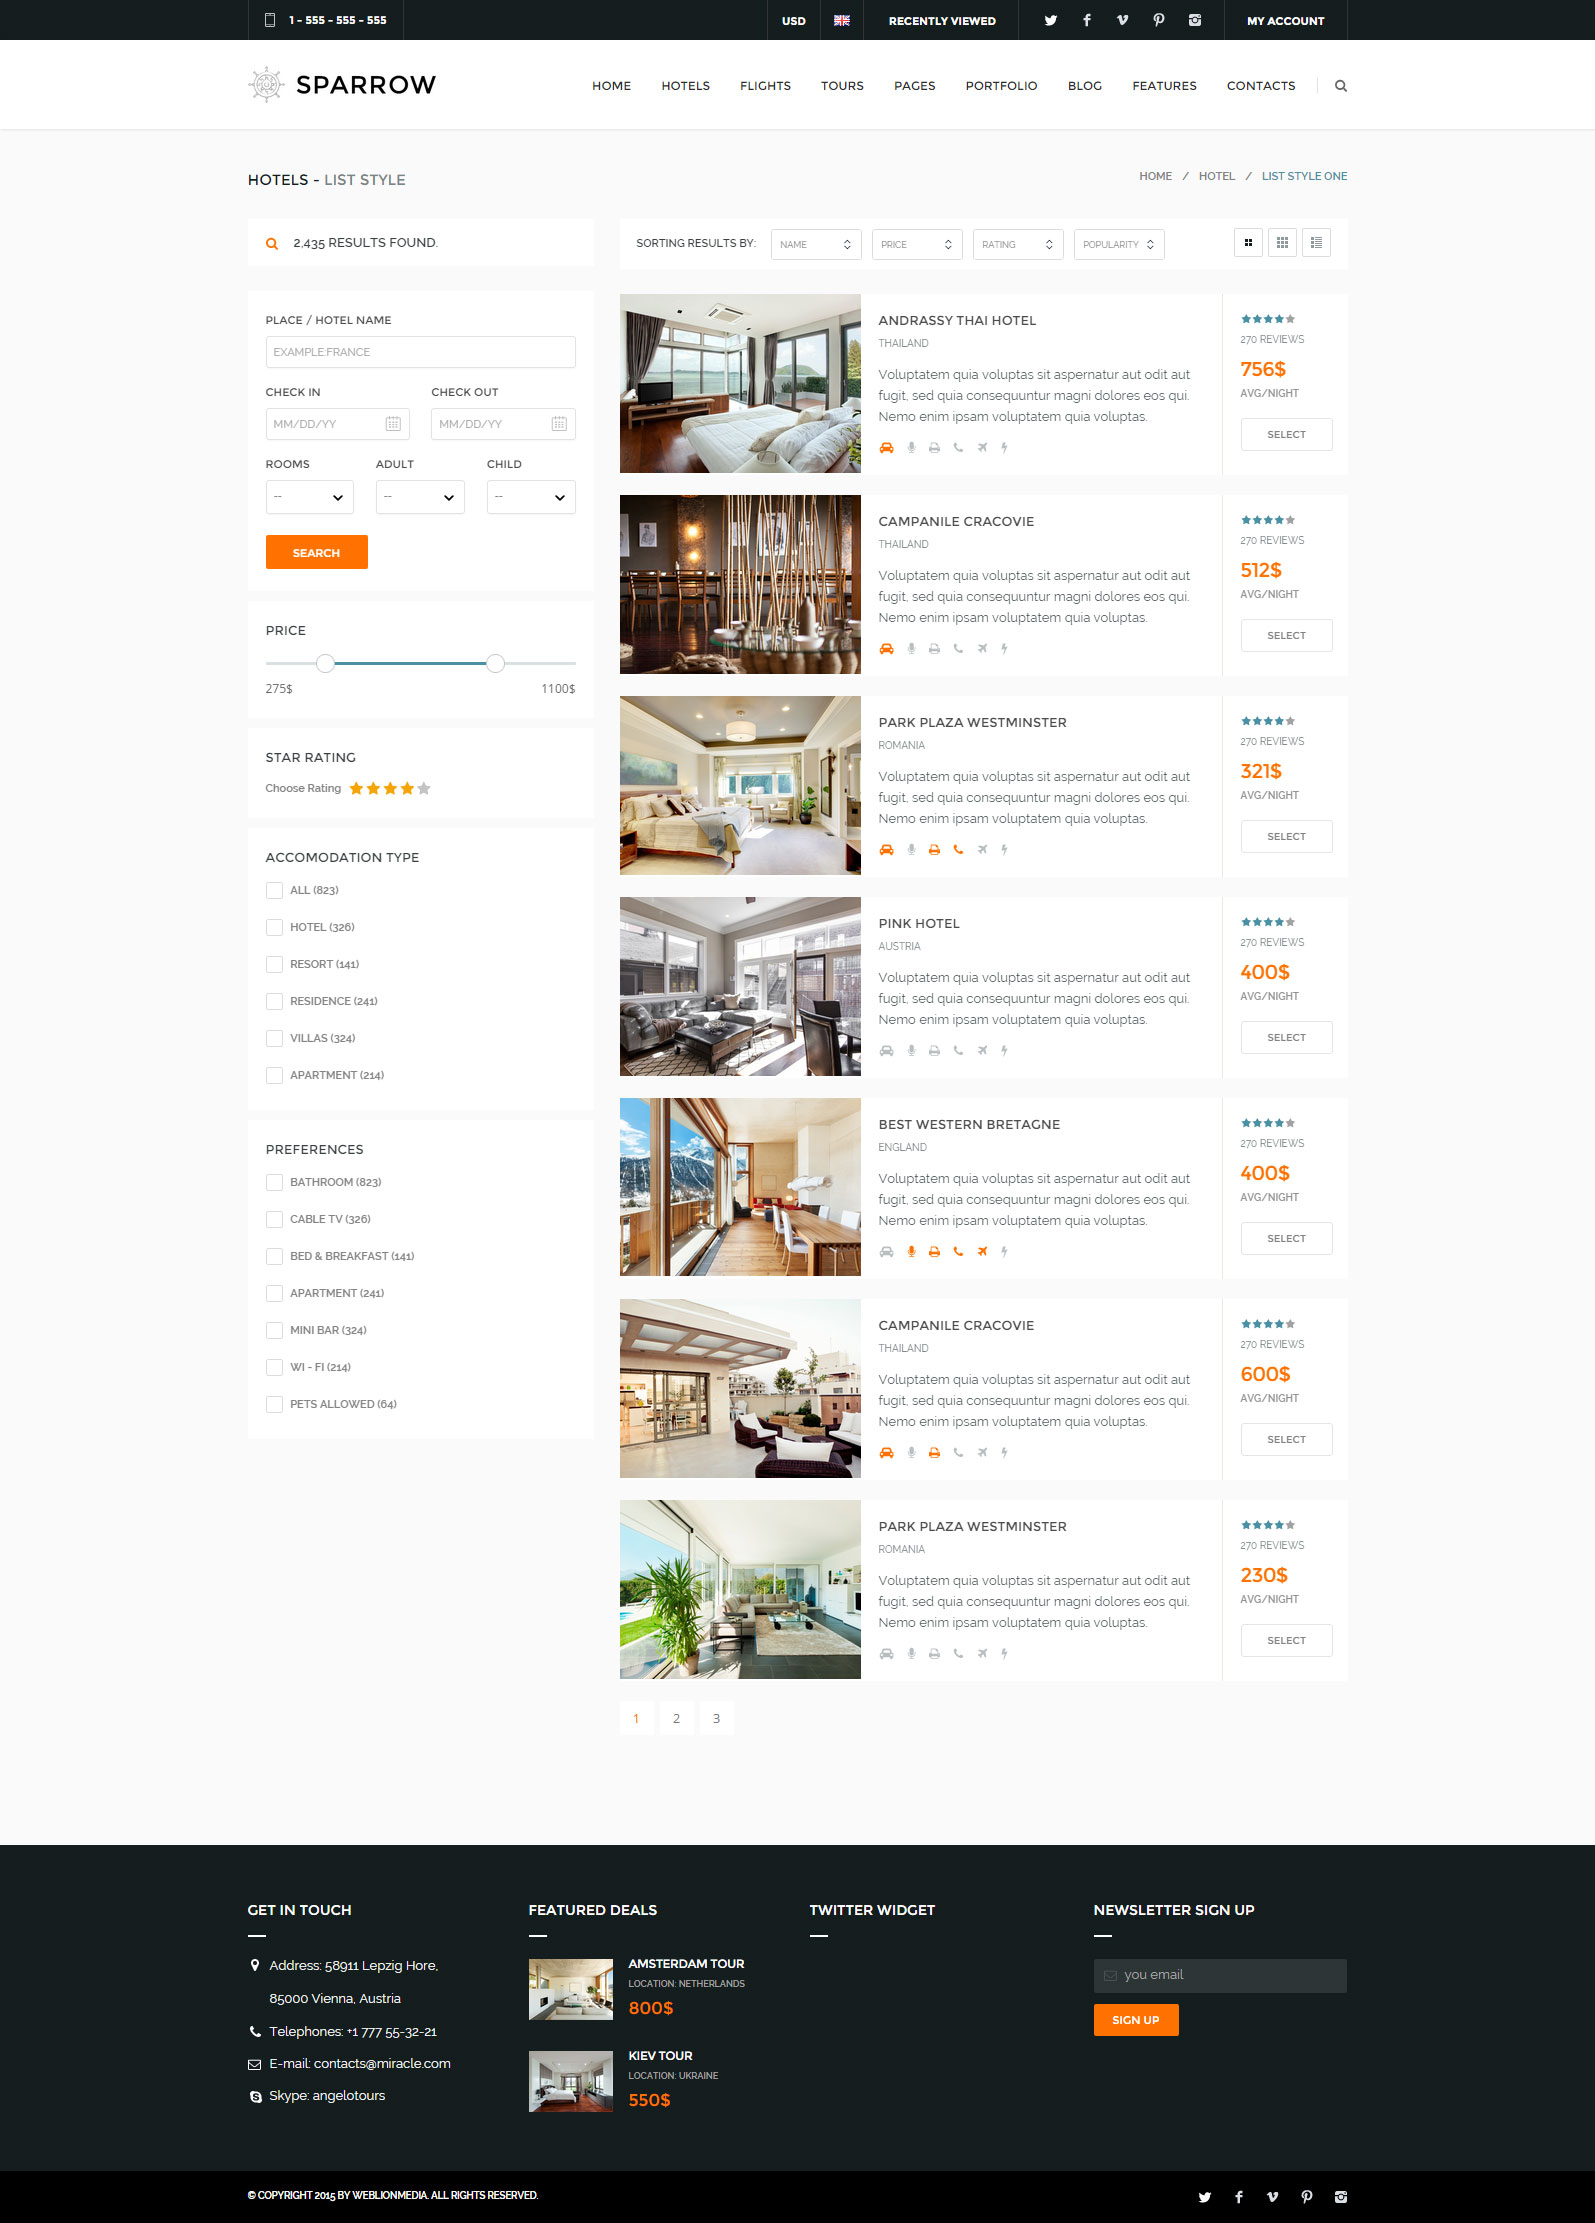 1 - 555 - 555 - 555
USD
RECENTLY VIEWED
MY ACCOUNT
SPARROW
HOME
HOTELS
FLIGHTS
TOURS
PAGES
PORTFOLIO
BLOG
FEATURES
CONTACTS
HOTELS - LIST STYLE
HOME / HOTEL / LIST STYLE ONE
2,435 RESULTS FOUND.
PLACE / HOTEL NAME
EXAMPLE:FRANCE
CHECK IN
CHECK OUT
MM/DD/YY
MM/DD/YY
ROOMS
ADULT
CHILD
--
--
--
SEARCH
PRICE
275$
1100$
STAR RATING
Choose Rating
ACCOMODATION TYPE
ALL (823)
HOTEL (326)
RESORT (141)
RESIDENCE (241)
VILLAS (324)
APARTMENT (214)
PREFERENCES
BATHROOM (823)
CABLE TV (326)
BED & BREAKFAST (141)
APARTMENT (241)
MINI BAR (324)
WI - FI (214)
PETS ALLOWED (64)
SORTING RESULTS BY:
NAME
PRICE
RATING
POPULARITY
ANDRASSY THAI HOTEL
THAILAND
Voluptatem quia voluptas sit aspernatur aut odit aut
fugit, sed quia consequuntur magni dolores eos qui.
Nemo enim ipsam voluptatem quia voluptas.
270 REVIEWS
756$
AVG/NIGHT
SELECT
CAMPANILE CRACOVIE
THAILAND
Voluptatem quia voluptas sit aspernatur aut odit aut
fugit, sed quia consequuntur magni dolores eos qui.
Nemo enim ipsam voluptatem quia voluptas.
270 REVIEWS
512$
AVG/NIGHT
SELECT
PARK PLAZA WESTMINSTER
ROMANIA
Voluptatem quia voluptas sit aspernatur aut odit aut
fugit, sed quia consequuntur magni dolores eos qui.
Nemo enim ipsam voluptatem quia voluptas.
270 REVIEWS
321$
AVG/NIGHT
SELECT
PINK HOTEL
AUSTRIA
Voluptatem quia voluptas sit aspernatur aut odit aut
fugit, sed quia consequuntur magni dolores eos qui.
Nemo enim ipsam voluptatem quia voluptas.
270 REVIEWS
400$
AVG/NIGHT
SELECT
BEST WESTERN BRETAGNE
ENGLAND
Voluptatem quia voluptas sit aspernatur aut odit aut
fugit, sed quia consequuntur magni dolores eos qui.
Nemo enim ipsam voluptatem quia voluptas.
270 REVIEWS
400$
AVG/NIGHT
SELECT
CAMPANILE CRACOVIE
THAILAND
Voluptatem quia voluptas sit aspernatur aut odit aut
fugit, sed quia consequuntur magni dolores eos qui.
Nemo enim ipsam voluptatem quia voluptas.
270 REVIEWS
600$
AVG/NIGHT
SELECT
PARK PLAZA WESTMINSTER
ROMANIA
Voluptatem quia voluptas sit aspernatur aut odit aut
fugit, sed quia consequuntur magni dolores eos qui.
Nemo enim ipsam voluptatem quia voluptas.
270 REVIEWS
230$
AVG/NIGHT
SELECT
1
2
3
GET IN TOUCH
Address: 58911 Lepzig Hore,
85000 Vienna, Austria
Telephones: +1 777 55-32-21
E-mail: contacts@miracle.com
Skype: angelotours
FEATURED DEALS
AMSTERDAM TOUR
LOCATION: NETHERLANDS
800$
KIEV TOUR
LOCATION: UKRAINE
550$
TWITTER WIDGET
NEWSLETTER SIGN UP
you email
SIGN UP
© COPYRIGHT 2015 BY WEBLIONMEDIA. ALL RIGHTS RESERVED.